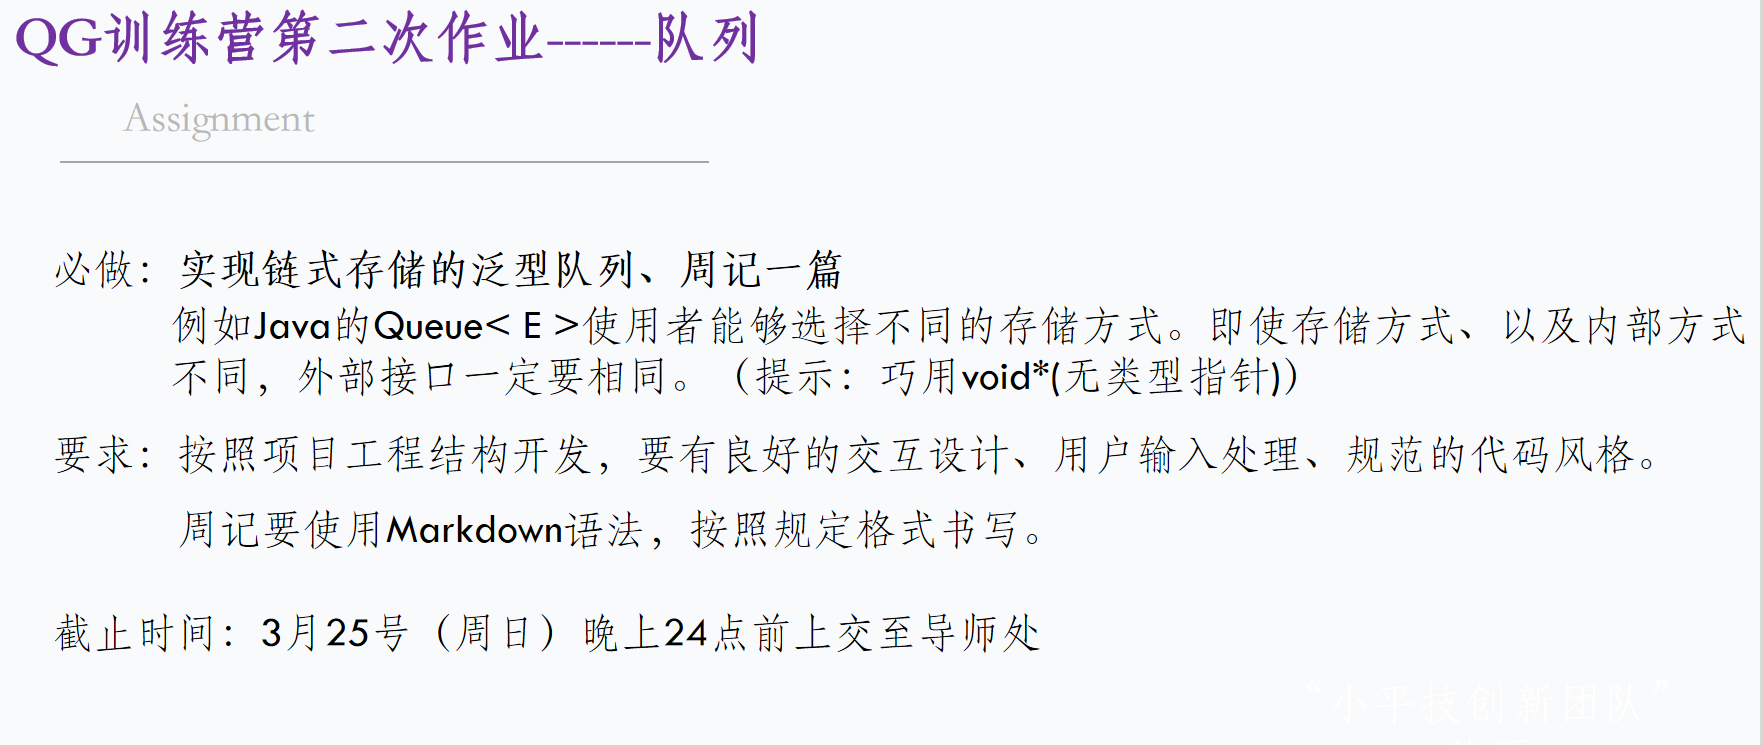 QG训练营第二次作业------队列
Assignment
必做：实现链式存储的泛型队列、周记一篇
例如Java的Queue< E >使用者能够选择不同的存储方式。即使存储方式、以及内部方式
不同，外部接口一定要相同。（提示：巧用void*(无类型指针)）
要求：按照项目工程结构开发，要有良好的交互设计、用户输入处理、规范的代码风格。
周记要使用Markdown语法，按照规定格式书写。
截止时间：3月25号（周日）晚上24点前上交至导师处
“小平科技创新团队”